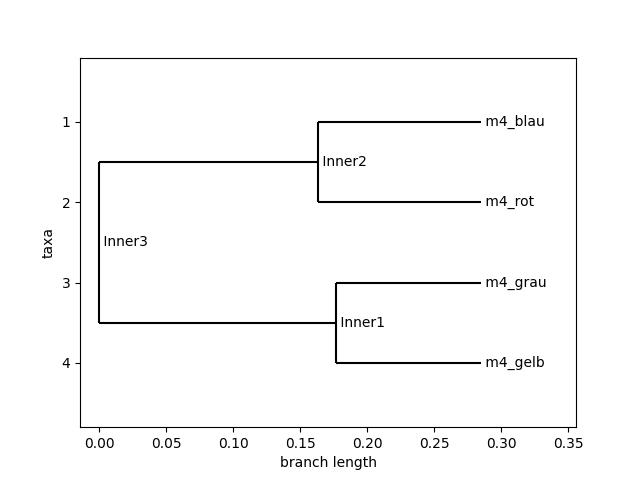 1
m4_blau
Inner2
2
m4_rot
taxa
Inner3
3
m4_grau
Inner1
4
m4_gelb
0.00 0.05 0.10 0.15 0.20 0.25 0.30 0.35
branch length